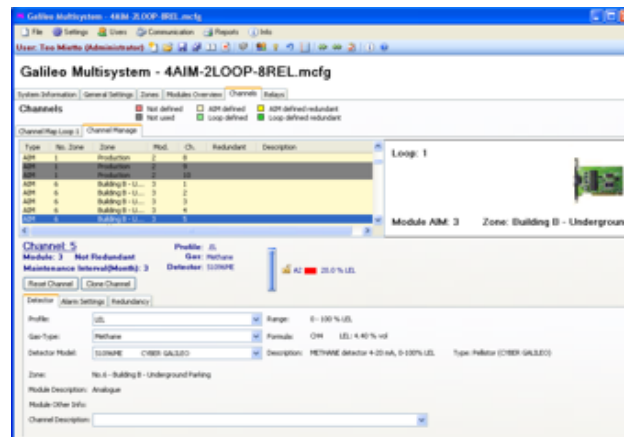 Galileo Multisystem - 4AIM-2LOOP-8REL.mcfg
File Settings Users Communication Reports Info
User: Teo Miotto (Administrator)
Galileo Multisystem - 4AIM-2LOOP-8REL.mcfg
System Information General Settings Zones Modules Overview Channels Relays
Channels Not defined AIM defined AIM defined redundant
Not used Loop defined Loop defined redundant
Channel Map Loop 1 Channel Manage
Type No. Zone Zone Mod. Ch. Redundant Description
AIM 1 Production 2 8
AIM 1 Production 2 9
AIM 1 Production 2 10
AIM 6 Building B - U... 3 1
AIM 6 Building B - U... 3 2
AIM 6 Building B - U... 3 3
AIM 6 Building B - U... 3 4
AIM 6 Building B - U... 3 5
Loop: 1
Module AIM: 3 Zone: Building B - Undergroun
Channel: 5 Profile:
Module: 3 Not Redundant Gas: Methane
Maintenance Interval(Month): 3 Detector:
A2 20.0 % LEL
Reset Channel Clone Channel
Detector Alarm Settings Redundancy
Profile: LEL Range: 0 - 100 % LEL
Gas-Type: Methane Formula: CH4 LEL: 4.40 % vol
Detector Model: CYBER GALILEO Description: METHANE detector 4-20 mA, 0-100% LEL Type: Pellistor (CYBER GALILEO)
Zone: No.6 - Building B - Underground Parking
Module Description: Analogue
Module Other Info:
Channel Description: